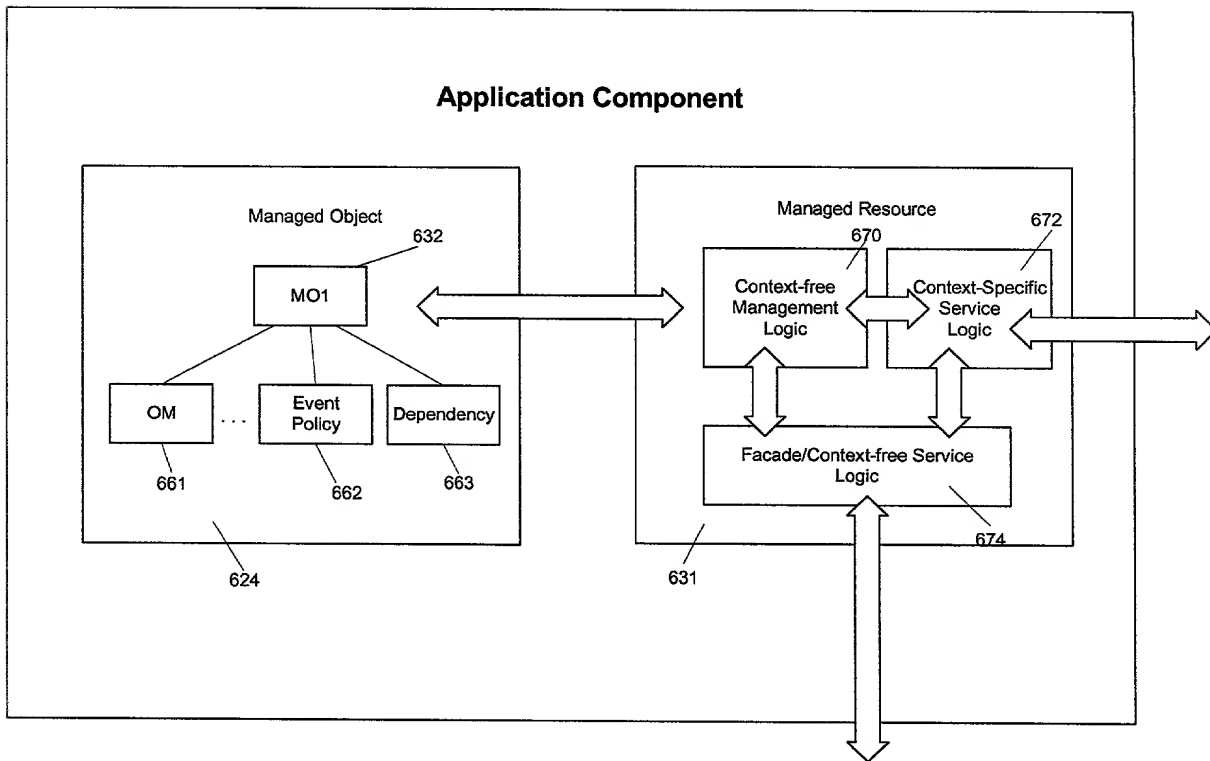 Application Component
Managed Object
632
MO1
OM
. . .
Event
Policy
Dependency
661
662
663
624
Managed Resource
670
672
Context-free
Management
Logic
Context-Specific
Service
Logic
Facade/Context-free Service
Logic
674
631